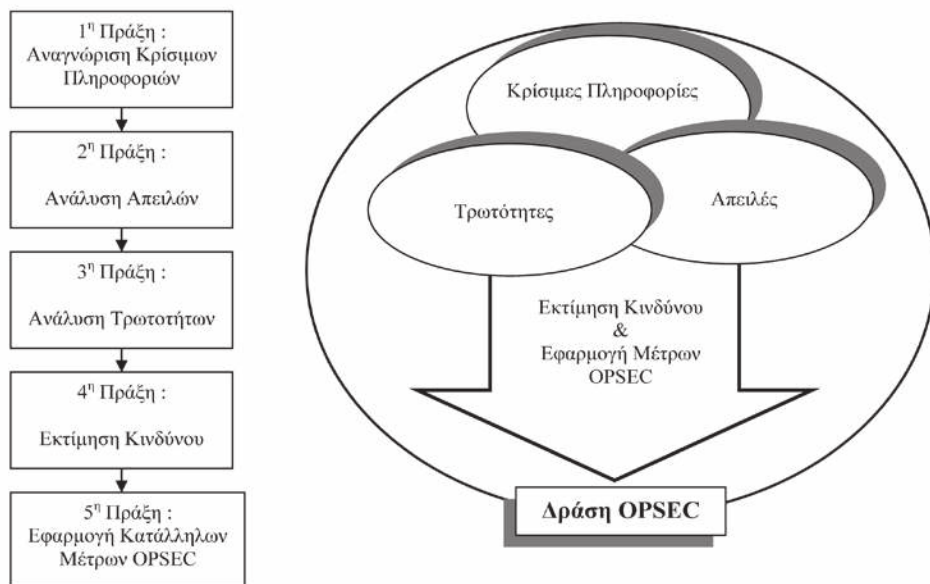 1η Πράξη :
Αναγνώριση Κρίσιμων
Πληροφοριών
2η Πράξη :
Ανάλυση Απειλών
3η Πράξη :
Ανάλυση Τρωτοτήτων
4η Πράξη :
Εκτίμηση Κινδύνου
5η Πράξη :
Εφαρμογή Κατάλληλων
Μέτρων OPSEC
Κρίσιμες Πληροφορίες
Τρωτότητες
Απειλές
Εκτίμηση Κινδύνου
&
Εφαρμογή Μέτρων
OPSEC
Δράση OPSEC